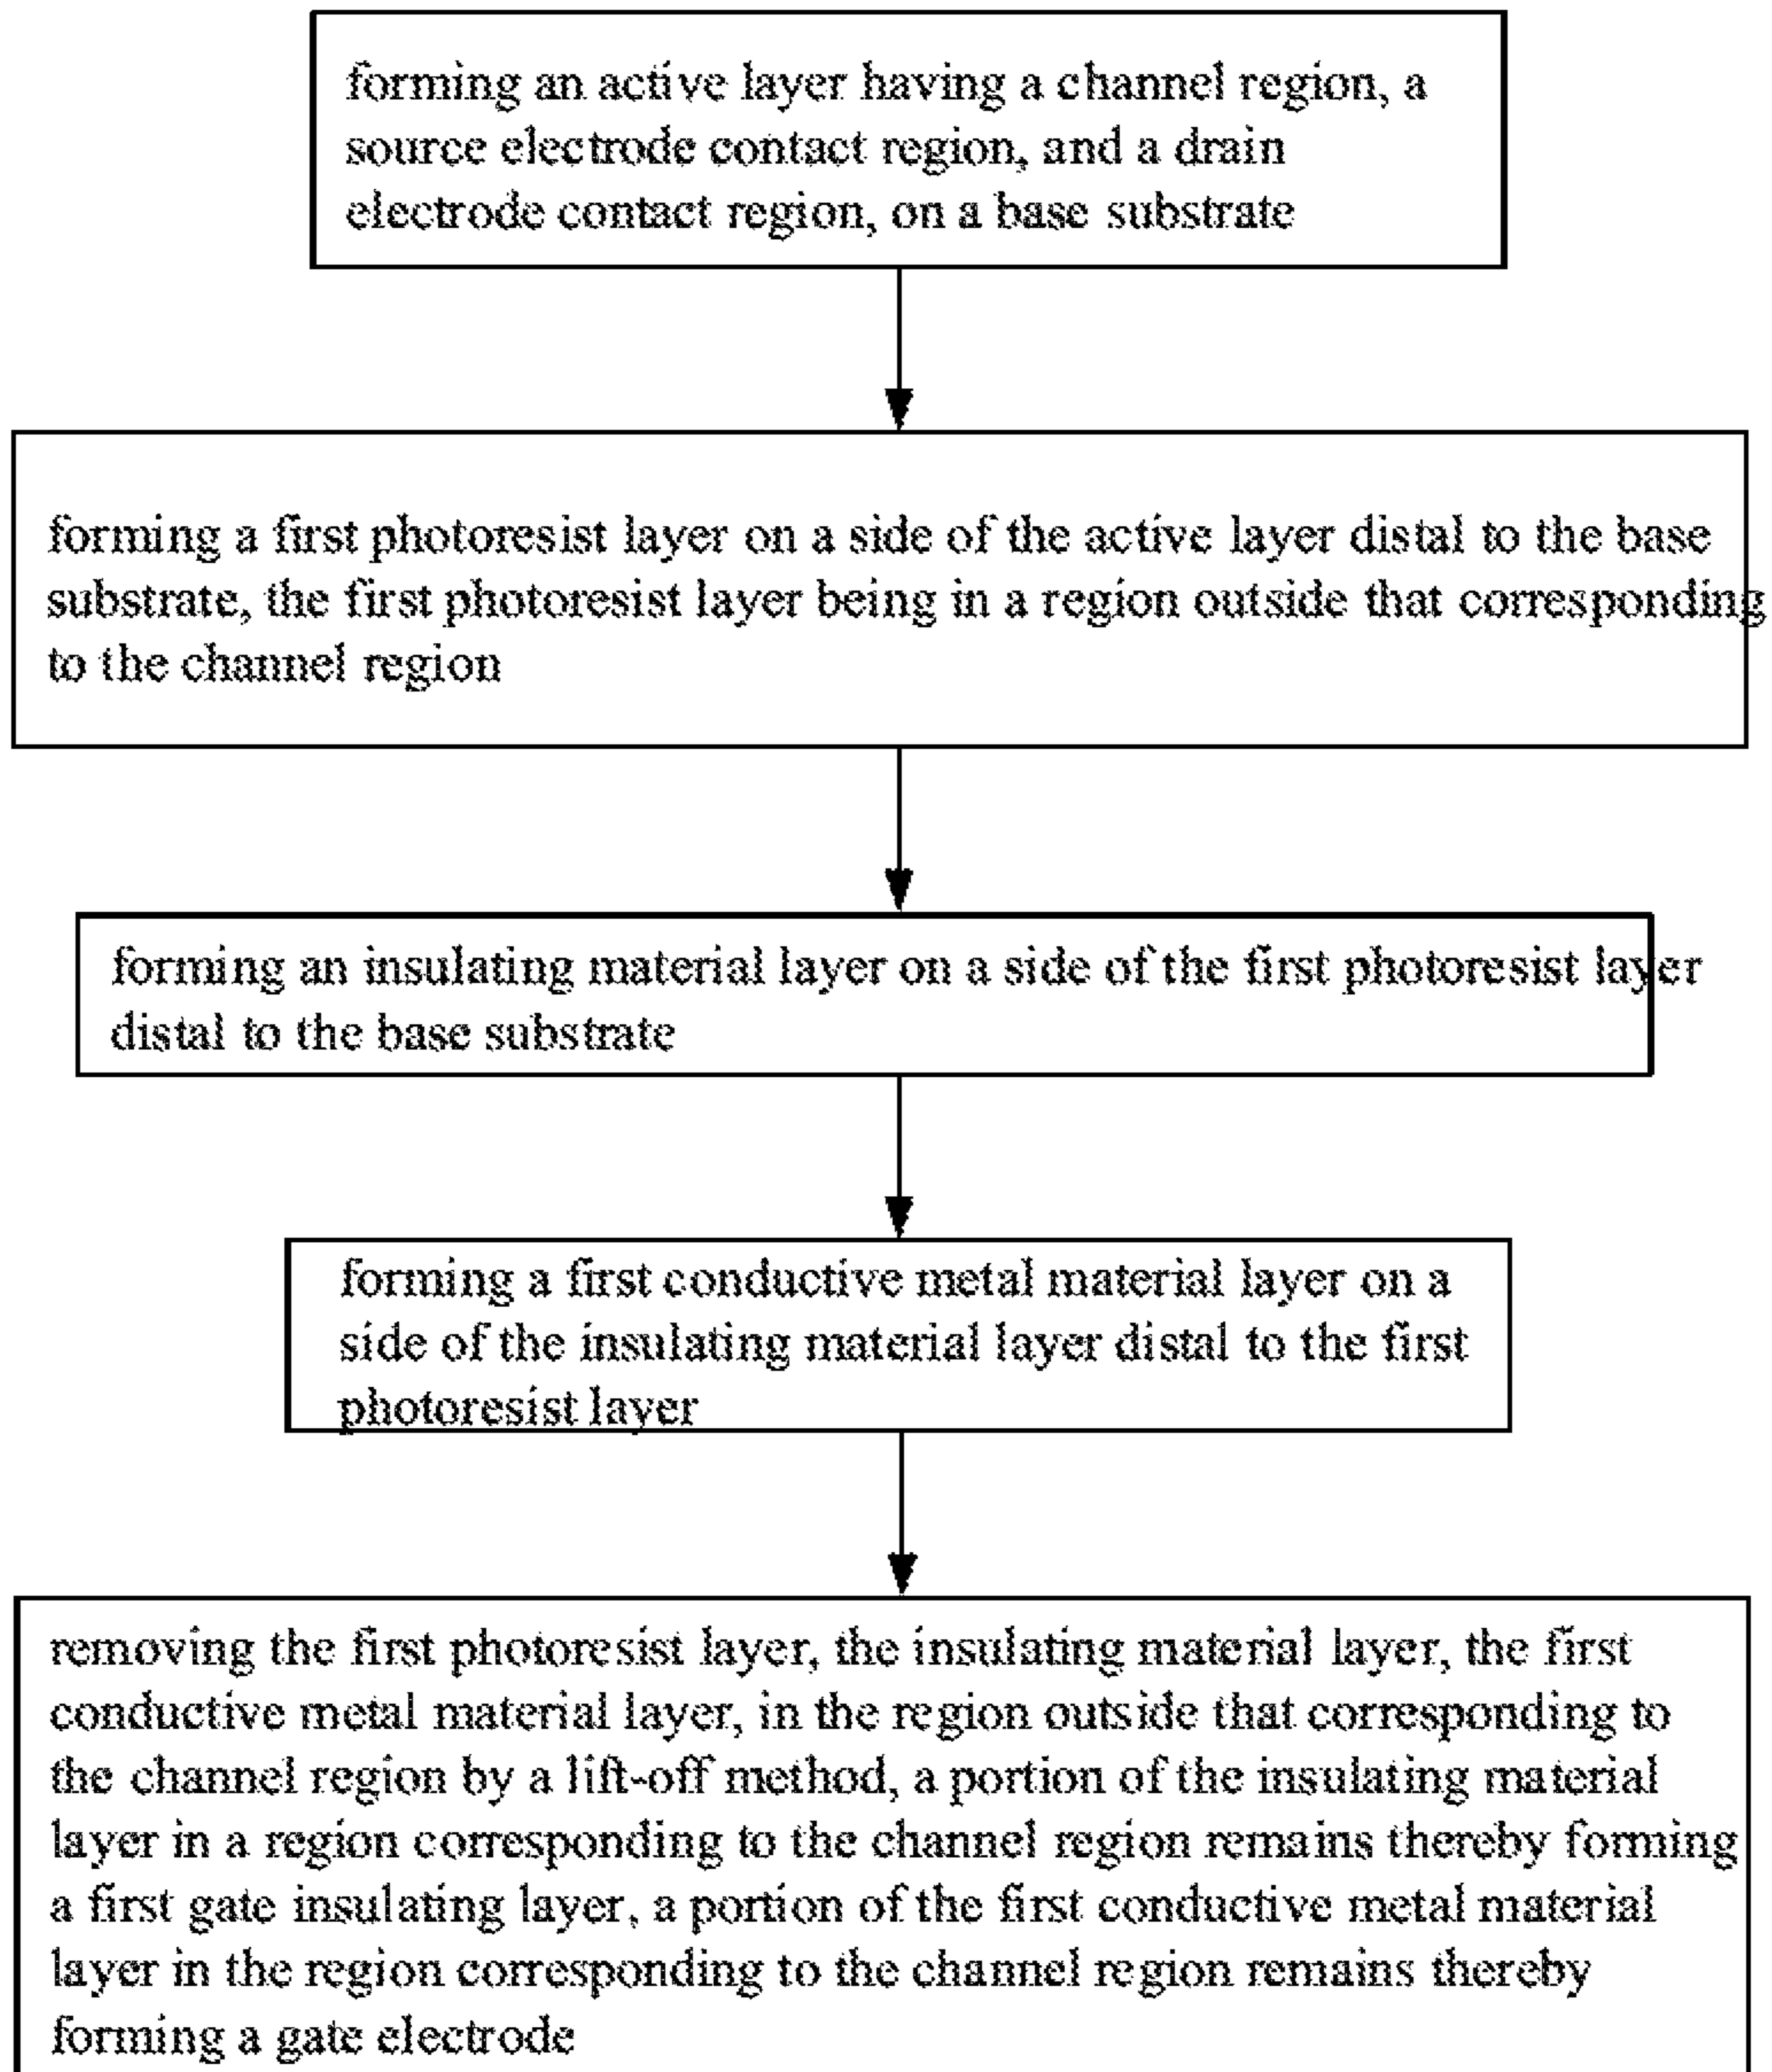 forming an active layer having a channel region, a
source electrode contact region, and a drain
electrode contact region, on a base substrate
forming a first photoresist layer on a side of the active layer distal to the base
substrate, the first photoresist layer being in a region outside that corresponding
to the channel region
forming an insulating material layer on a side of the first photoresist layer
distal to the base substrate
forming a first conductive metal material layer on a
side of the insulating material layer distal to the first
photoresist layer
removing the first photoresist layer, the insulating material layer, the first
conductive metal material layer, in the region outside that corresponding to
the channel region by a lift-off method, a portion of the insulating material
layer in a region corresponding to the channel region remains thereby forming
a first gate insulating layer, a portion of the first conductive metal material
layer in the region corresponding to the channel region remains thereby
forming a gate electrode